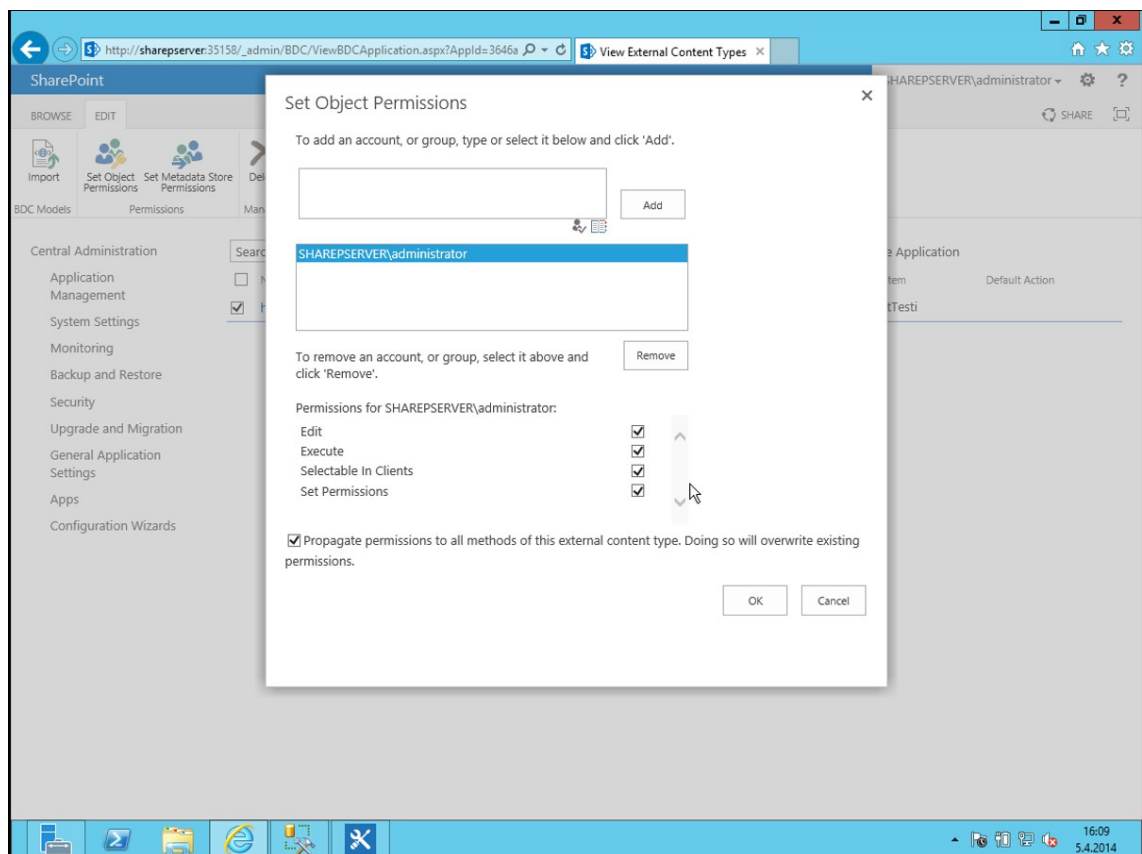 http://sharepserver:35158/_admin/BDC/ViewBDCApplication.aspx?AppId=3646a
View External Content Types
SharePoint
SHAREPSERVER\administrator
?
BROWSE
EDIT
SHARE
Import
Set Object Permissions
Set Metadata Store Permissions
BDC Models
Permissions
Central Administration
Application
Management
System Settings
Monitoring
Backup and Restore
Security
Upgrade and Migration
General Application
Settings
Apps
Configuration Wizards
Set Object Permissions
To add an account, or group, type or select it below and click 'Add'.
Add
SHAREPSERVER\administrator
To remove an account, or group, select it above and
click 'Remove'.
Remove
Permissions for SHAREPSERVER\administrator:
Edit
Execute
Selectable In Clients
Set Permissions
Propagate permissions to all methods of this external content type. Doing so will overwrite existing
permissions.
OK
Cancel
Application
Default Action
16:09
5.4.2014